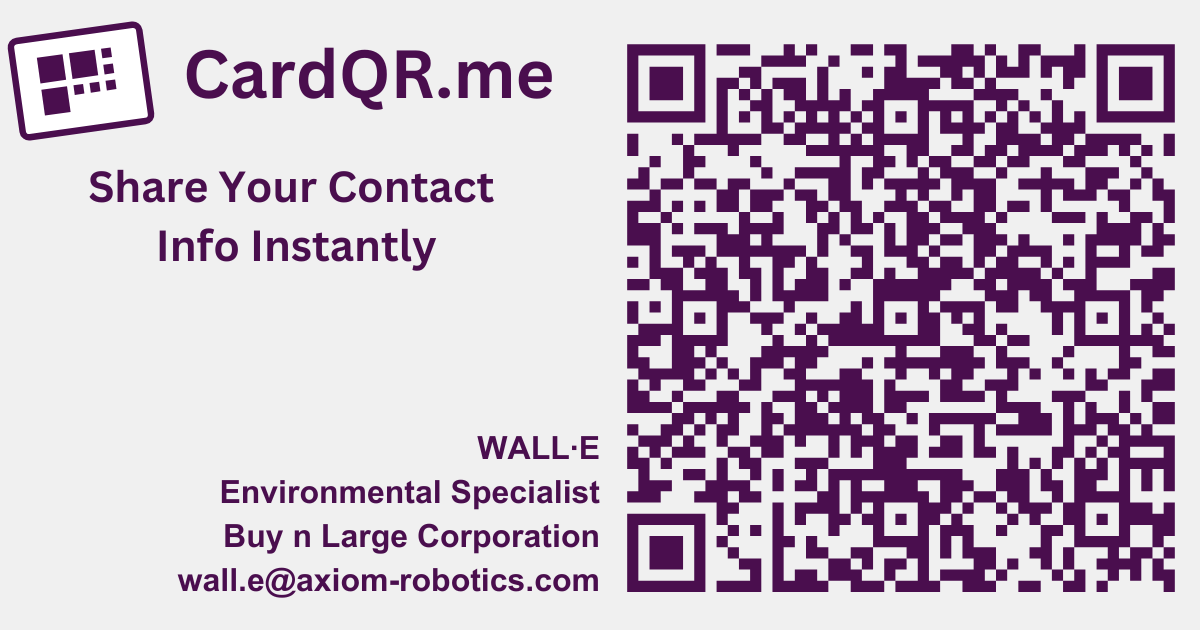 CardQR.me
Share Your Contact
Info Instantly
WALL·E
Environmental Specialist
Buy n Large Corporation
wall.e@axiom-robotics.com